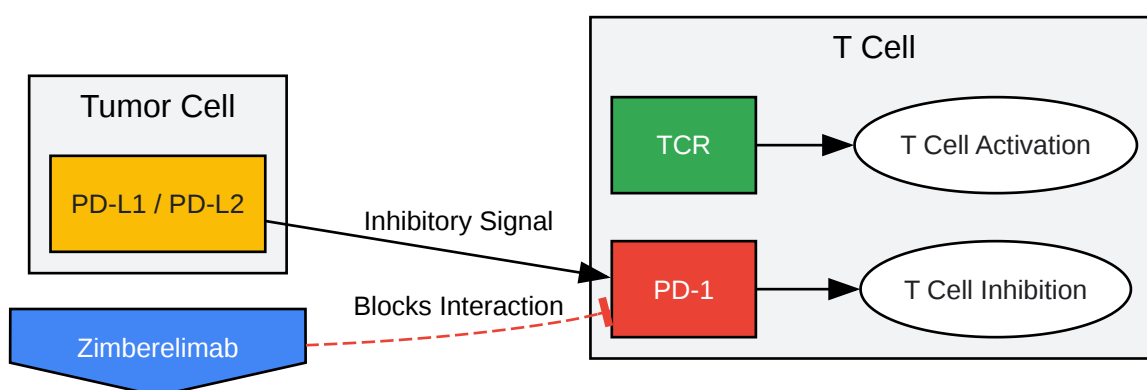 T Cell
Tumor Cell
TCR
T Cell Activation
PD-L1 / PD-L2
Inhibitory Signal
PD-1
T Cell Inhibition
Blocks Interaction
Zimberelimab